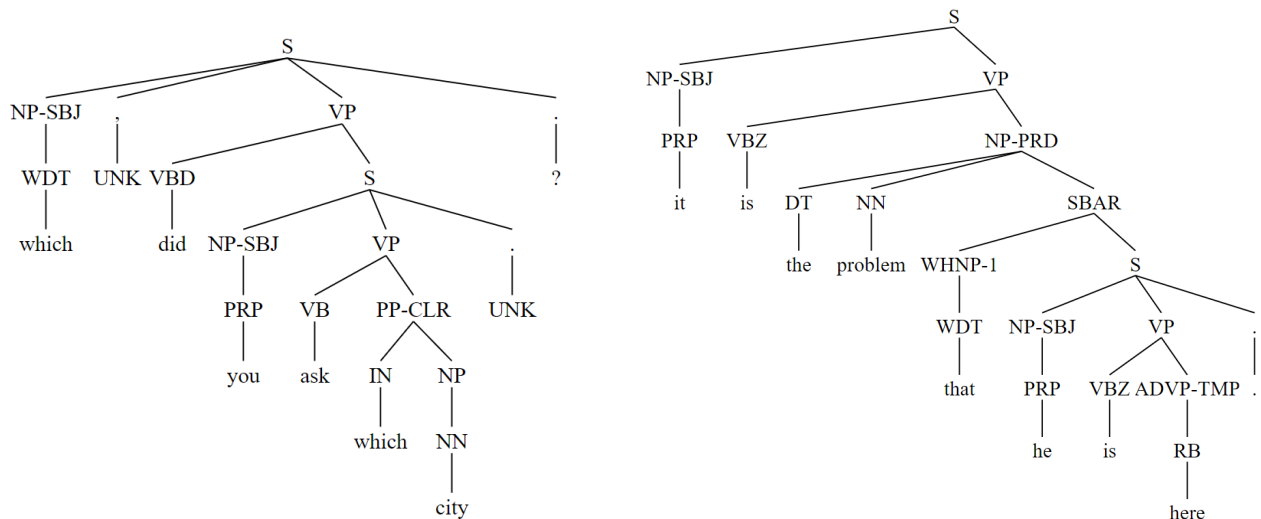 S
NP-SBJ , VP .
WDT UNK VBD S ?
which did NP-SBJ VP .
PRP VB PP-CLR UNK
you ask IN NP
which NN
city
S
NP-SBJ VP
PRP VBZ NP-PRD
it is DT NN SBAR
the problem WHNP-1 S
WDT NP-SBJ VP .
that PRP VBZ ADVP-TMP .
he is RB
here